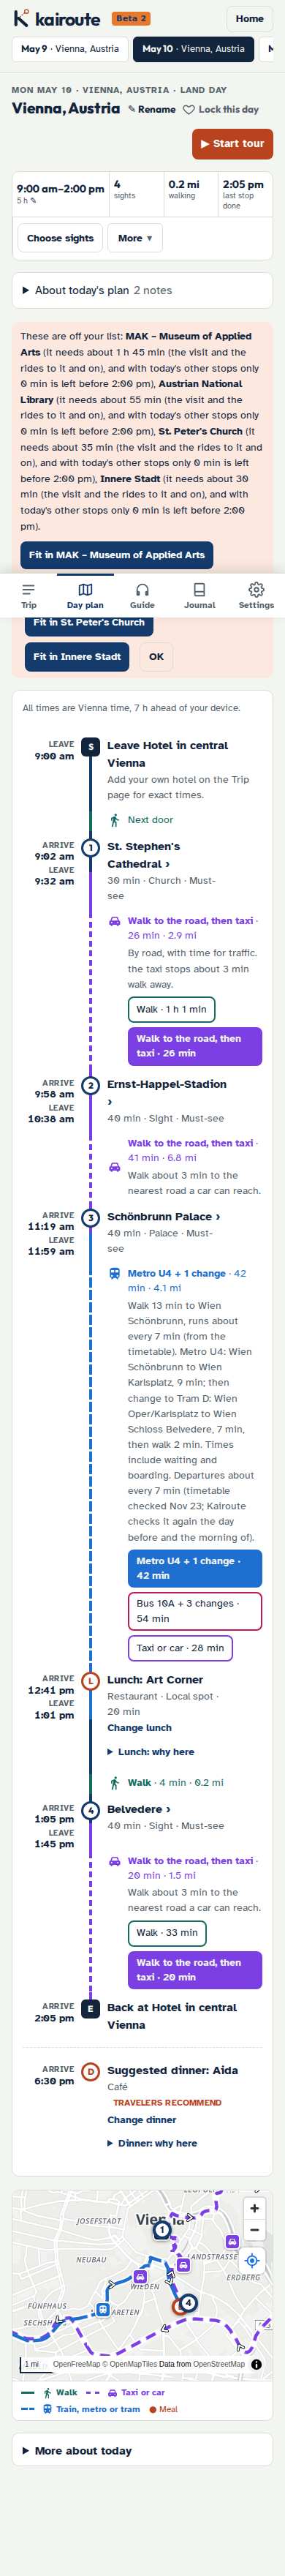 kairoute Beta 2 Home
May 9 · Vienna, Austria May 10 · Vienna, Austria
MON MAY 10 · VIENNA, AUSTRIA · LAND DAY
Vienna, Austria ✎ Rename Lock this day
▶ Start tour
9:00 am–2:00 pm
5 h ✎
4
sights
0.2 mi
walking
2:05 pm
last stop
done
Choose sights More ▾
▶ About today's plan 2 notes
These are off your list: MAK – Museum of Applied
Arts (it needs about 1 h 45 min (the visit and the
rides to it and on), and with today's other stops only
0 min is left before 2:00 pm), Austrian National
Library (it needs about 55 min (the visit and the
rides to it and on), and with today's other stops only
0 min is left before 2:00 pm), St. Peter's Church (it
needs about 35 min (the visit and the rides to it and
on), and with today's other stops only 0 min is left
before 2:00 pm), Innere Stadt (it needs about 30
min (the visit and the rides to it and on), and with
today's other stops only 0 min is left before 2:00
pm).
Fit in MAK – Museum of Applied Arts
Trip Day plan Guide Journal Settings
Fit in St. Peter's Church
Fit in Innere Stadt OK
All times are Vienna time, 7 h ahead of your device.
LEAVE
9:00 am
S
Leave Hotel in central
Vienna
Add your own hotel on the Trip
page for exact times.
Next door
ARRIVE
9:02 am
LEAVE
9:32 am
1
St. Stephen's
Cathedral ›
30 min · Church · Must-
see
Walk to the road, then taxi ·
26 min · 2.9 mi
By road, with time for traffic.
the taxi stops about 3 min
walk away.
Walk · 1 h 1 min
Walk to the road, then
taxi · 26 min
ARRIVE
9:58 am
LEAVE
10:38 am
2
Ernst-Happel-Stadion
›
40 min · Sight · Must-see
Walk to the road, then taxi ·
41 min · 6.8 mi
Walk about 3 min to the
nearest road a car can reach.
ARRIVE
11:19 am
LEAVE
11:59 am
3
Schönbrunn Palace ›
40 min · Palace · Must-
see
Metro U4 + 1 change · 42
min · 4.1 mi
Walk 13 min to Wien
Schönbrunn, runs about
every 7 min (from the
timetable). Metro U4: Wien
Schönbrunn to Wien
Karlsplatz, 9 min; then
change to Tram D: Wien
Oper/Karlsplatz to Wien
Schloss Belvedere, 7 min,
then walk 2 min. Times
include waiting and
boarding. Departures about
every 7 min (timetable
checked Nov 23; Kairoute
checks it again the day
before and the morning of).
Metro U4 + 1 change ·
42 min
Bus 10A + 3 changes ·
54 min
Taxi or car · 28 min
ARRIVE
12:41 pm
LEAVE
1:01 pm
L
Lunch: Art Corner
Restaurant · Local spot ·
20 min
Change lunch
▶ Lunch: why here
Walk · 4 min · 0.2 mi
ARRIVE
1:05 pm
LEAVE
1:45 pm
4
Belvedere ›
40 min · Sight · Must-see
Walk to the road, then taxi ·
20 min · 1.5 mi
Walk about 3 min to the
nearest road a car can reach.
Walk · 33 min
Walk to the road, then
taxi · 20 min
ARRIVE
2:05 pm
E
Back at Hotel in central
Vienna
ARRIVE
6:30 pm
D
Suggested dinner: Aida
Café
TRAVELERS RECOMMEND
Change dinner
▶ Dinner: why here
JOSEFSTADT
1
NEUBAU
ANDSTRASSE
ERDBERG
WIEDEN
FÜNFHAUS
ARETEN
4
+
−
1 mi OpenFreeMap © OpenMapTiles Data from OpenStreetMap
Walk Taxi or car
Train, metro or tram Meal
▶ More about today